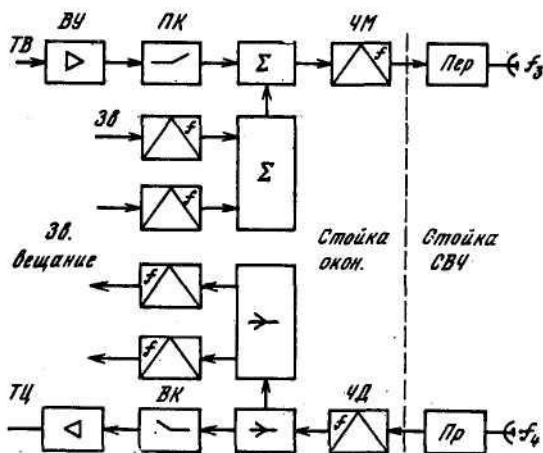 ВУ ПК ЧМ
ТВ Σ f Пер f₃
Зв f
f Σ
Зв. вещание
Стойка окон.
Стойка СВЧ
f
f
ТЦ ВК ЧД
f Пр f₄